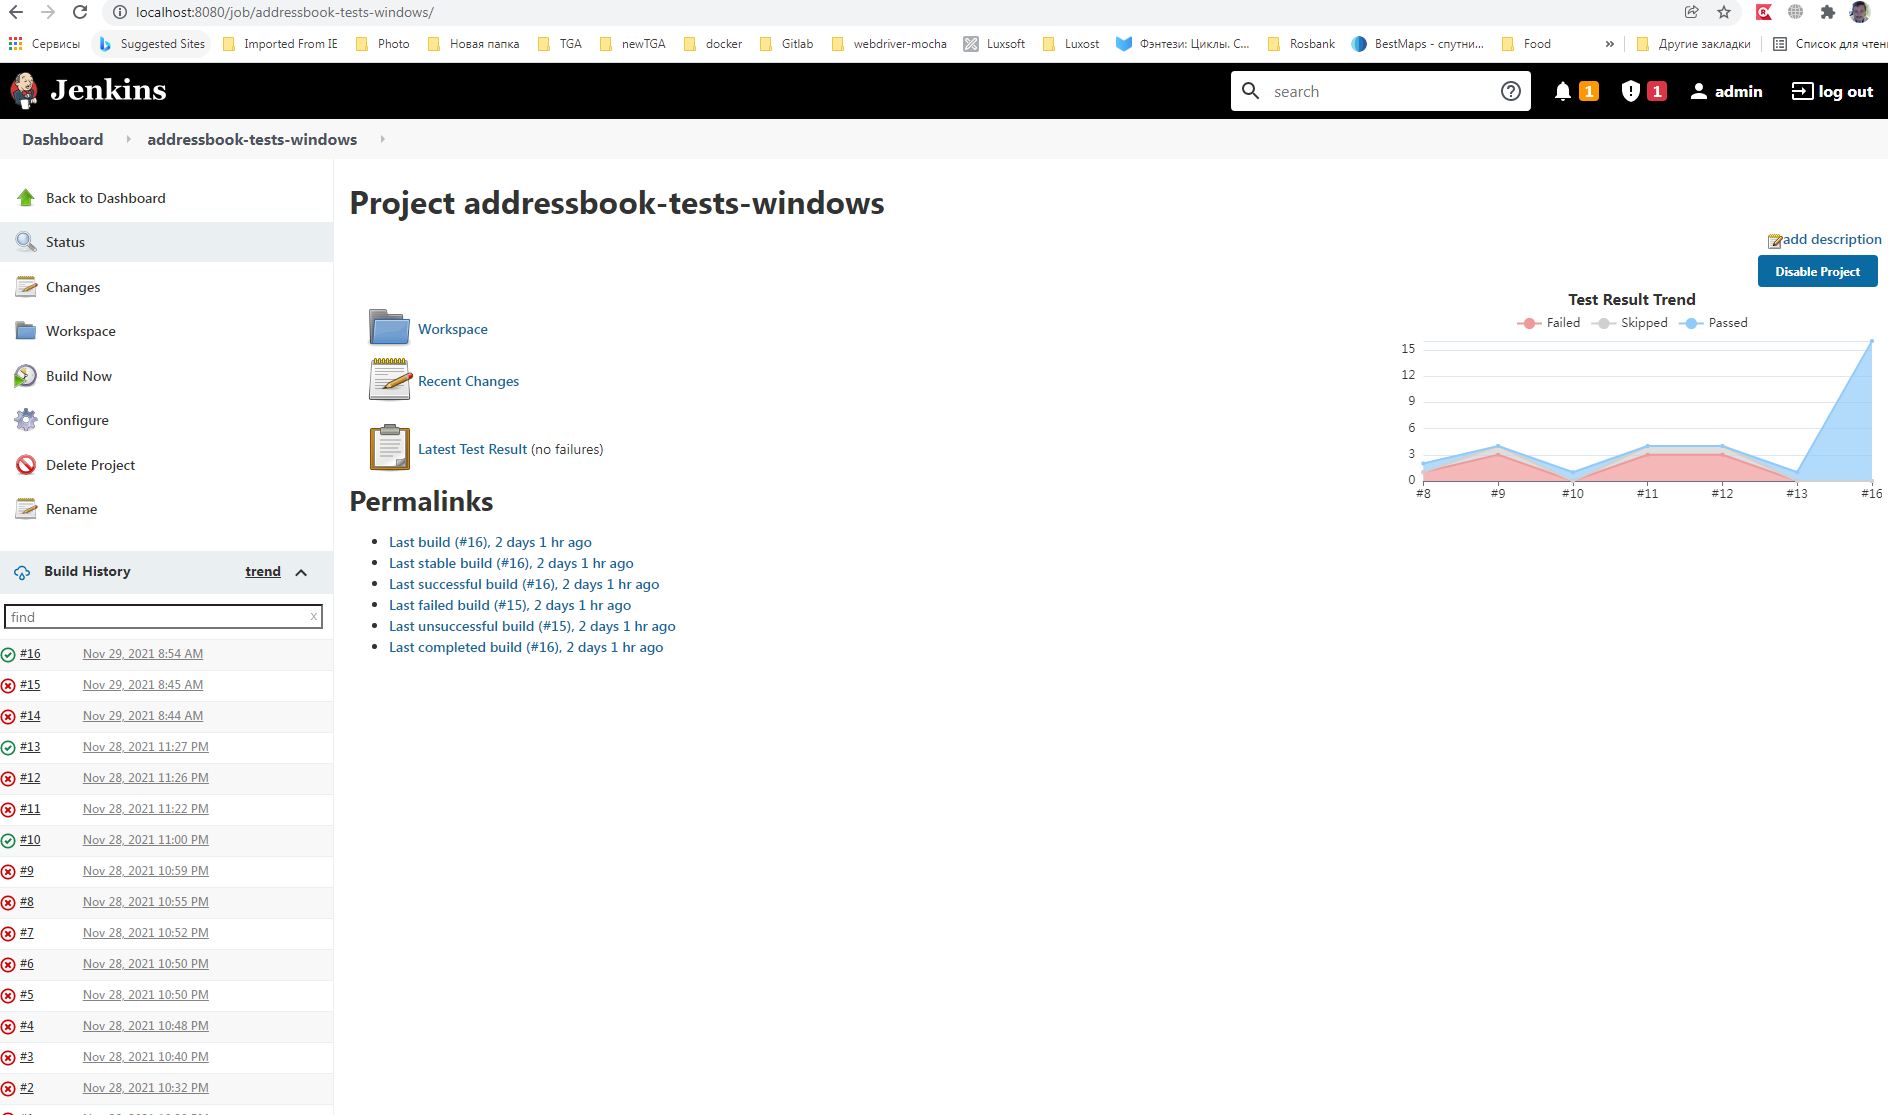 localhost:8080/job/addressbook-tests-windows/
Сервисы Suggested Sites Imported From IE Photo Новая папка TGA newTGA docker Gitlab webdriver-mocha Luxsoft Luxost Фэнтези: Циклы. С... Rosbank BestMaps - спутни... Food » Другие закладки Список для чтен
Jenkins search 1 1 admin log out
Dashboard addressbook-tests-windows
Back to Dashboard
Status
Changes
Workspace
Build Now
Configure
Delete Project
Rename
Build History trend
find x
#16 Nov 29, 2021 8:54 AM
#15 Nov 29, 2021 8:45 AM
#14 Nov 29, 2021 8:44 AM
#13 Nov 28, 2021 11:27 PM
#12 Nov 28, 2021 11:26 PM
#11 Nov 28, 2021 11:22 PM
#10 Nov 28, 2021 11:00 PM
#9 Nov 28, 2021 10:59 PM
#8 Nov 28, 2021 10:55 PM
#7 Nov 28, 2021 10:52 PM
#6 Nov 28, 2021 10:50 PM
#5 Nov 28, 2021 10:50 PM
#4 Nov 28, 2021 10:48 PM
#3 Nov 28, 2021 10:40 PM
#2 Nov 28, 2021 10:32 PM
Project addressbook-tests-windows
add description
Disable Project
Workspace
Recent Changes
Latest Test Result (no failures)
Permalinks
Last build (#16), 2 days 1 hr ago
Last stable build (#16), 2 days 1 hr ago
Last successful build (#16), 2 days 1 hr ago
Last failed build (#15), 2 days 1 hr ago
Last unsuccessful build (#15), 2 days 1 hr ago
Last completed build (#16), 2 days 1 hr ago
Test Result Trend
Failed Skipped Passed
15
12
9
6
3
0
#8 #9 #10 #11 #12 #13 #16